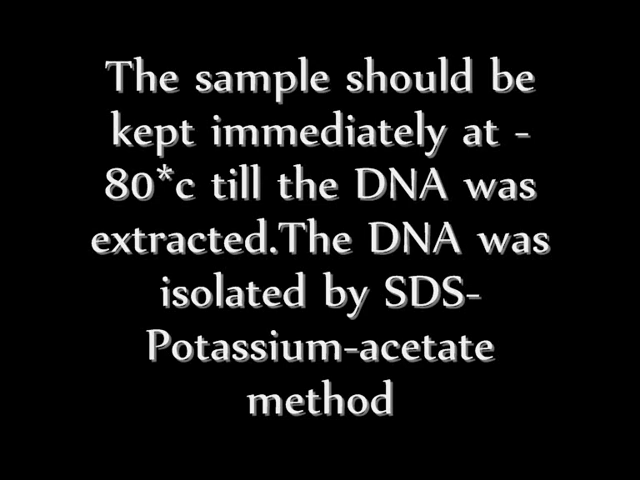 The sample should be
kept immediately at -
80*c till the DNA was
extracted.The DNA was
isolated by SDS-
Potassium-acetate
method